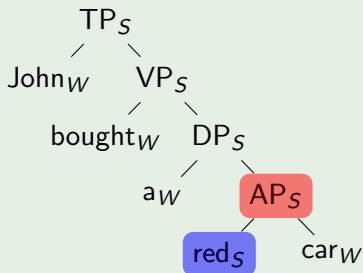 TP_S
John_W VP_S
bought_W DP_S
a_W AP_S
red_S car_W